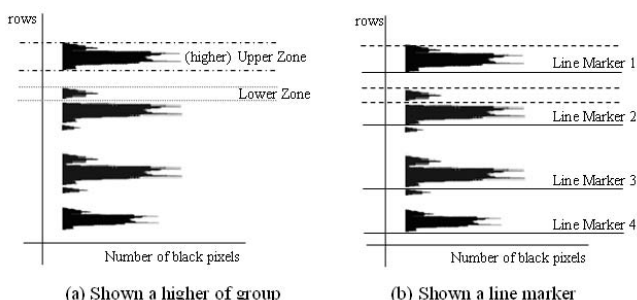 rows
(higher) Upper Zone
Lower Zone
Number of black pixels
(a) Shown a higher of group
rows
Line Marker 1
Line Marker 2
Line Marker 3
Line Marker 4
Number of black pixels
(b) Shown a line marker